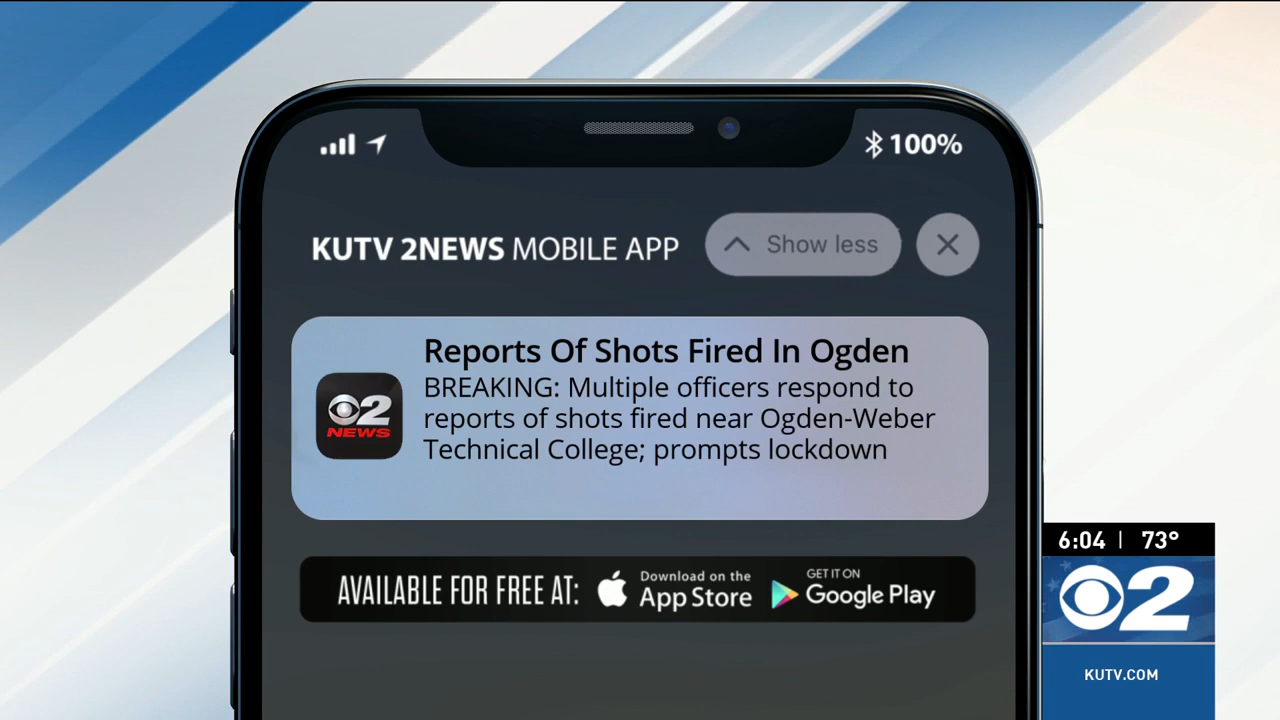 100%
KUTV 2NEWS MOBILE APP
Show less
Reports Of Shots Fired In Ogden
BREAKING: Multiple officers respond to
reports of shots fired near Ogden-Weber
Technical College; prompts lockdown
2
NEWS
AVAILABLE FOR FREE AT:
Download on the
App Store
GET IT ON
Google Play
6:04 | 73°
2
KUTV.COM